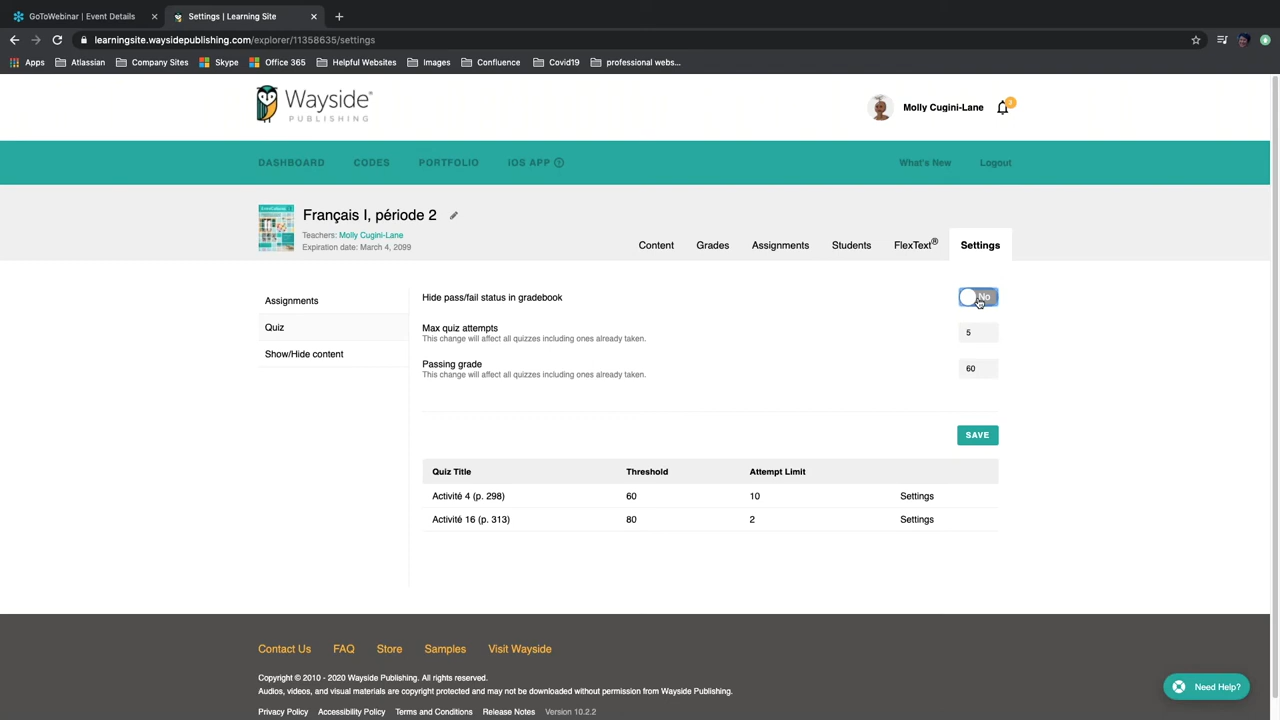 GoToWebinar | Event Details
Settings | Learning Site
learningsite.waysidepublishing.com/explorer/11358635/settings
Apps Atlassian Company Sites Skype Office 365 Helpful Websites Images Confluence Covid19 professional webs...
Wayside®
PUBLISHING
Molly Cugini-Lane
DASHBOARD CODES PORTFOLIO iOS APP ?
What's New Logout
Français I, période 2
Teachers: Molly Cugini-Lane
Expiration date: March 4, 2099
Content Grades Assignments Students FlexText® Settings
Assignments
Quiz
Show/Hide content
Hide pass/fail status in gradebook No
Max quiz attempts 5
This change will affect all quizzes including ones already taken.
Passing grade 60
This change will affect all quizzes including ones already taken.
SAVE
Quiz Title Threshold Attempt Limit
Activité 4 (p. 298) 60 10 Settings
Activité 16 (p. 313) 80 2 Settings
Contact Us FAQ Store Samples Visit Wayside
Copyright © 2010 - 2020 Wayside Publishing. All rights reserved.
Audios, videos, and visual materials are copyright protected and may not be downloaded without permission from Wayside Publishing.
Privacy Policy Accessibility Policy Terms and Conditions Release Notes Version 10.2.2
Need Help?